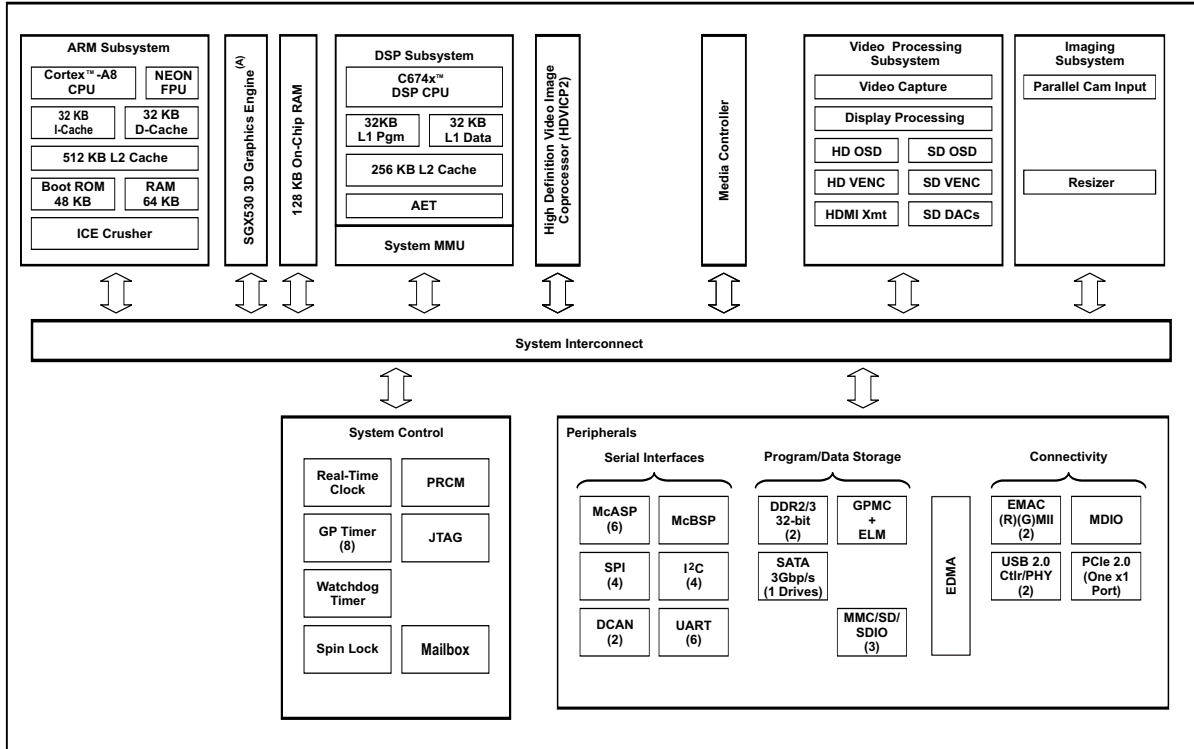 ARM Subsystem
Cortex™-A8
CPU
NEON
FPU
32 KB
I-Cache
32 KB
D-Cache
512 KB L2 Cache
Boot ROM
48 KB
RAM
64 KB
ICE Crusher
SGX530 3D Graphics Engine(A)
128 KB On-Chip RAM
DSP Subsystem
C674x™
DSP CPU
32KB
L1 Pgm
32 KB
L1 Data
256 KB L2 Cache
AET
System MMU
High Definition Video Image
Coprocessor (HDVICP2)
Media Controller
Video Processing
Subsystem
Video Capture
Display Processing
HD OSD
SD OSD
HD VENC
SD VENC
HDMI Xmt
SD DACs
Imaging
Subsystem
Parallel Cam Input
Resizer
System Interconnect
System Control
Real-Time
Clock
PRCM
GP Timer
(8)
JTAG
Watchdog
Timer
Spin Lock
Mailbox
Peripherals
Serial Interfaces
McASP
(6)
McBSP
SPI
(4)
I²C
(4)
DCAN
(2)
UART
(6)
Program/Data Storage
DDR2/3
32-bit
(2)
GPMC
+
ELM
SATA
3Gbp/s
(1 Drives)
MMC/SD/
SDIO
(3)
EDMA
Connectivity
EMAC
(R)(G)MII
(2)
MDIO
USB 2.0
Ctlr/PHY
(2)
PCIe 2.0
(One x1
Port)